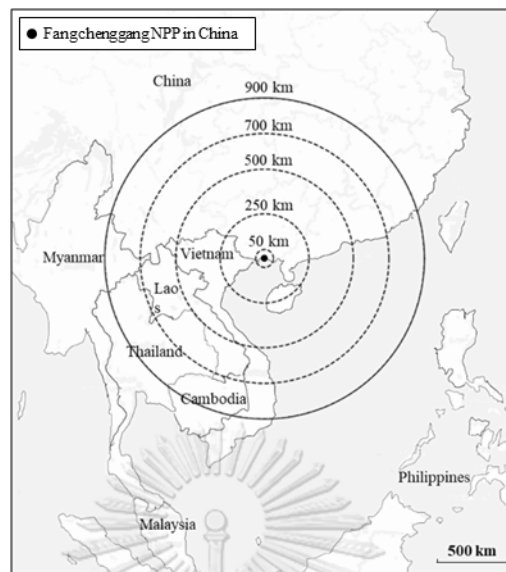 Fangchenggang NPP in China
China
900 km
700 km
500 km
250 km
50 km
Myanmar
Vietnam
Lao
s
Thailand
Cambodia
Philippines
Malaysia
500 km